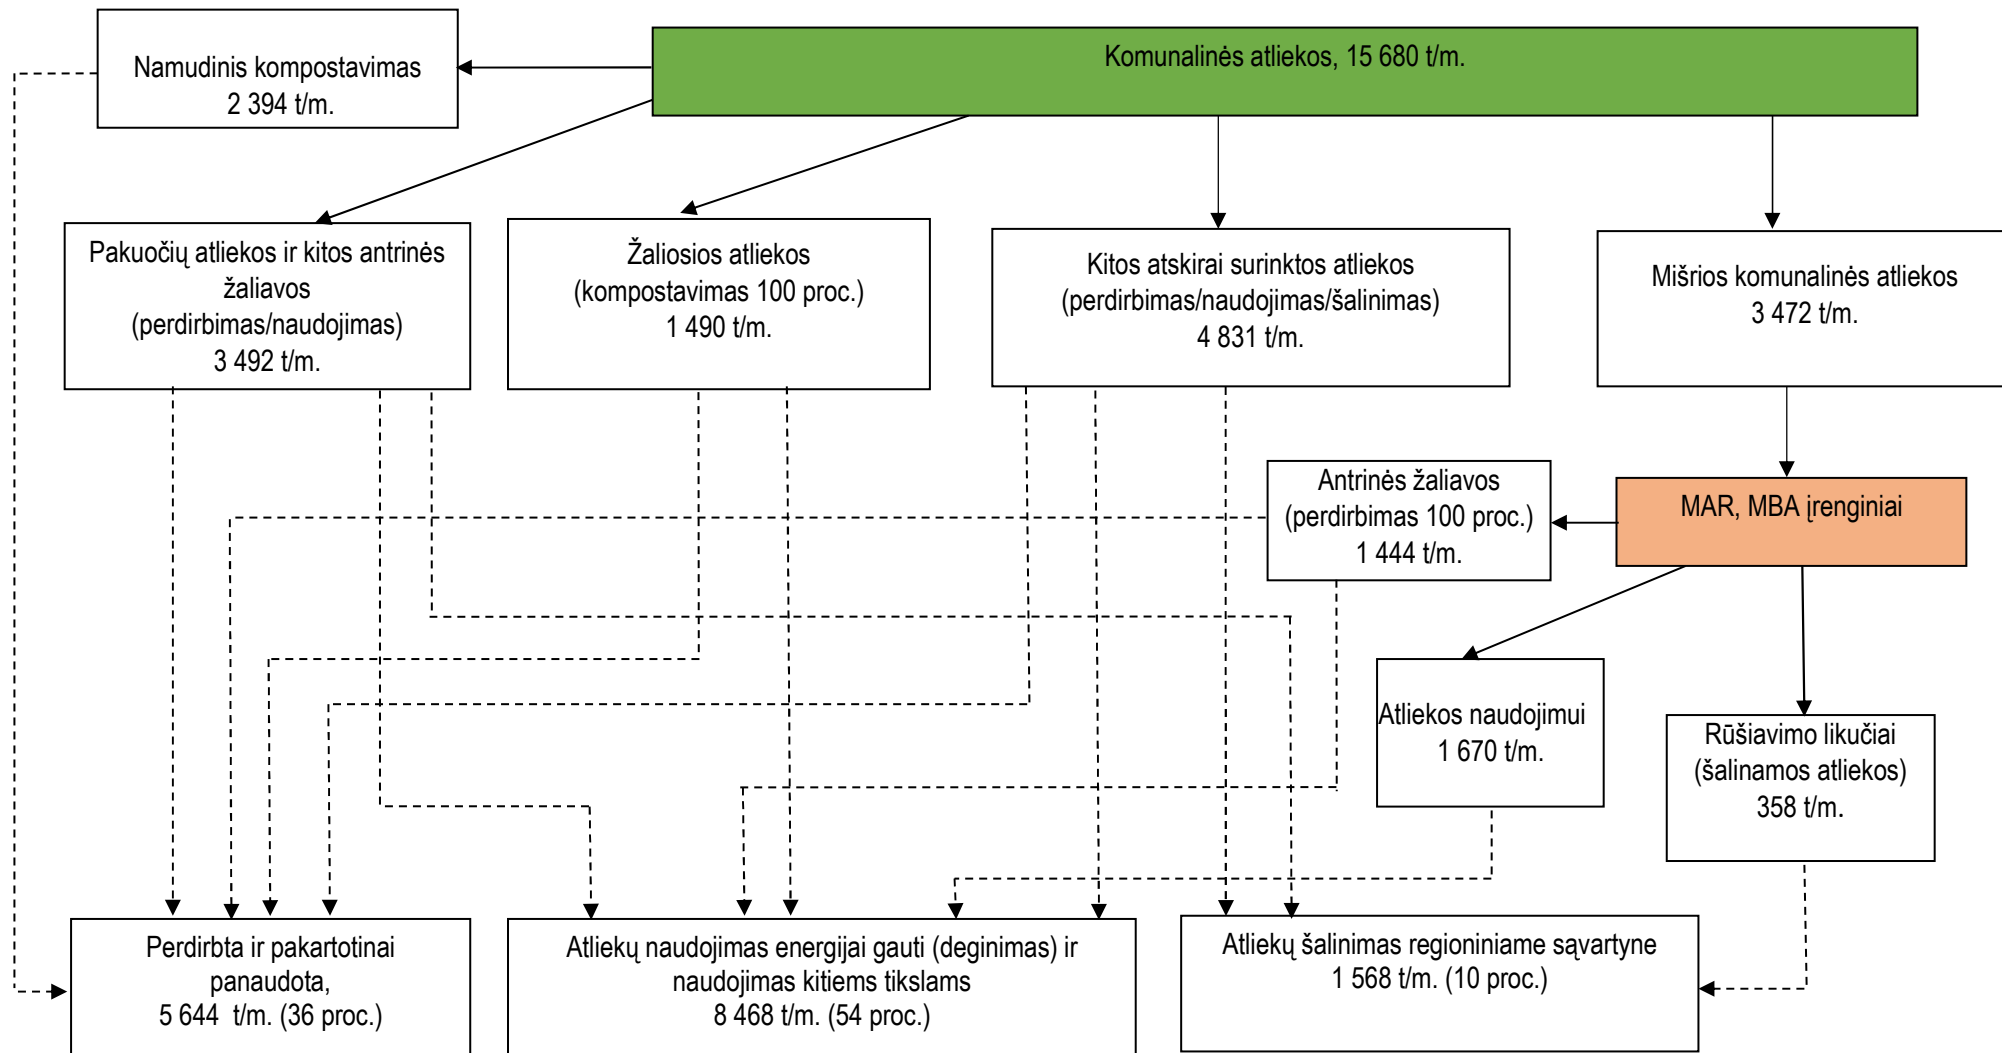 Namudinis kompostavimas
2 394 t/m.
Komunalinės atliekos, 15 680 t/m.
Pakuočių atliekos ir kitos antrinės
žaliavos
(perdirbimas/naudojimas)
3 492 t/m.
Žaliosios atliekos
(kompostavimas 100 proc.)
1 490 t/m.
Kitos atskirai surinktos atliekos
(perdirbimas/naudojimas/šalinimas)
4 831 t/m.
Mišrios komunalinės atliekos
3 472 t/m.
Antrinės žaliavos
(perdirbimas 100 proc.)
1 444 t/m.
MAR, MBA įrenginiai
Atliekos naudojimui
1 670 t/m.
Rūšiavimo likučiai
(šalinamos atliekos)
358 t/m.
Perdirbta ir pakartotinai
panaudota,
5 644 t/m. (36 proc.)
Atliekų naudojimas energijai gauti (deginimas) ir
naudojimas kitiems tikslams
8 468 t/m. (54 proc.)
Atliekų šalinimas regioniniame sąvartyne
1 568 t/m. (10 proc.)